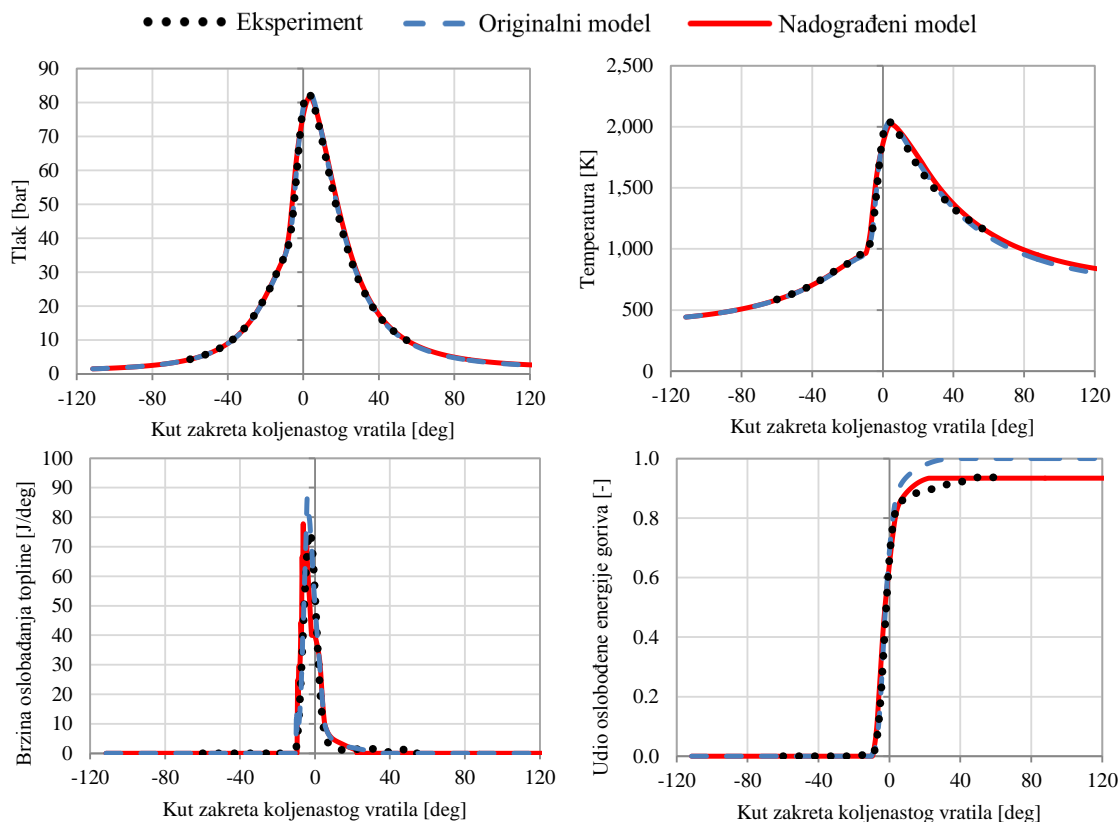 Eksperiment Originalni model Nadograđeni model
Tlak [bar]
90
80
70
60
50
40
30
20
10
0
-120 -80 -40 0 40 80 120
Kut zakreta koljenastog vratila [deg]
Temperatura [K]
2,500
2,000
1,500
1,000
500
0
-120 -80 -40 0 40 80 120
Kut zakreta koljenastog vratila [deg]
Brzina oslobađanja topline [J/deg]
100
90
80
70
60
50
40
30
20
10
0
-120 -80 -40 0 40 80 120
Kut zakreta koljenastog vratila [deg]
Udio oslobođene energije goriva [-]
1.0
0.8
0.6
0.4
0.2
0.0
-120 -80 -40 0 40 80 120
Kut zakreta koljenastog vratila [deg]